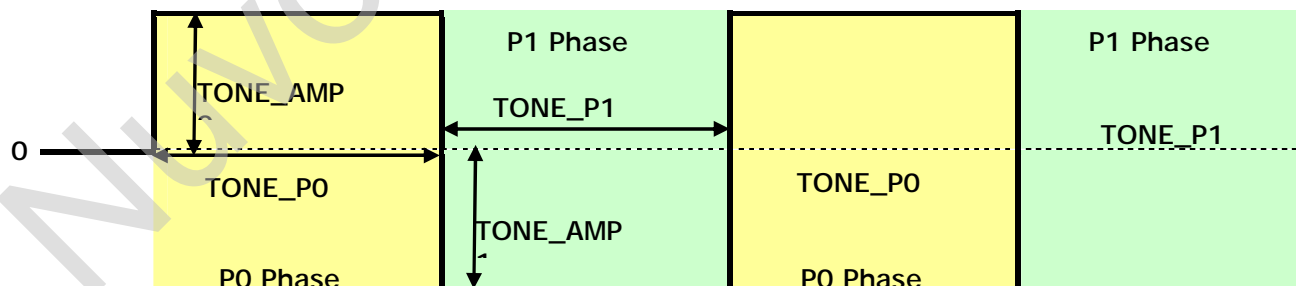 P1 Phase
P1 Phase
TONE_AMP
TONE_P1
TONE_P1
0
TONE_P0
TONE_P0
TONE_AMP
P0 Phase
P0 Phase